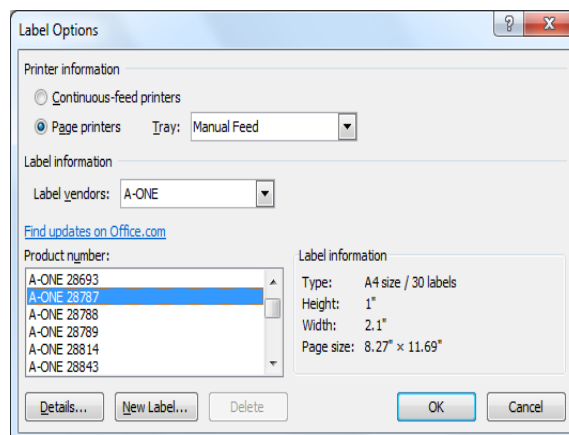 Label Options
Printer information
Continuous-feed printers
Page printers Tray: Manual Feed
Label information
Label vendors: A-ONE
Find updates on Office.com
Product number:
A-ONE 28693
A-ONE 28787
A-ONE 28788
A-ONE 28789
A-ONE 28814
A-ONE 28843
Label information
Type: A4 size / 30 labels
Height: 1"
Width: 2.1"
Page size: 8.27" × 11.69"
Details... New Label... Delete OK Cancel